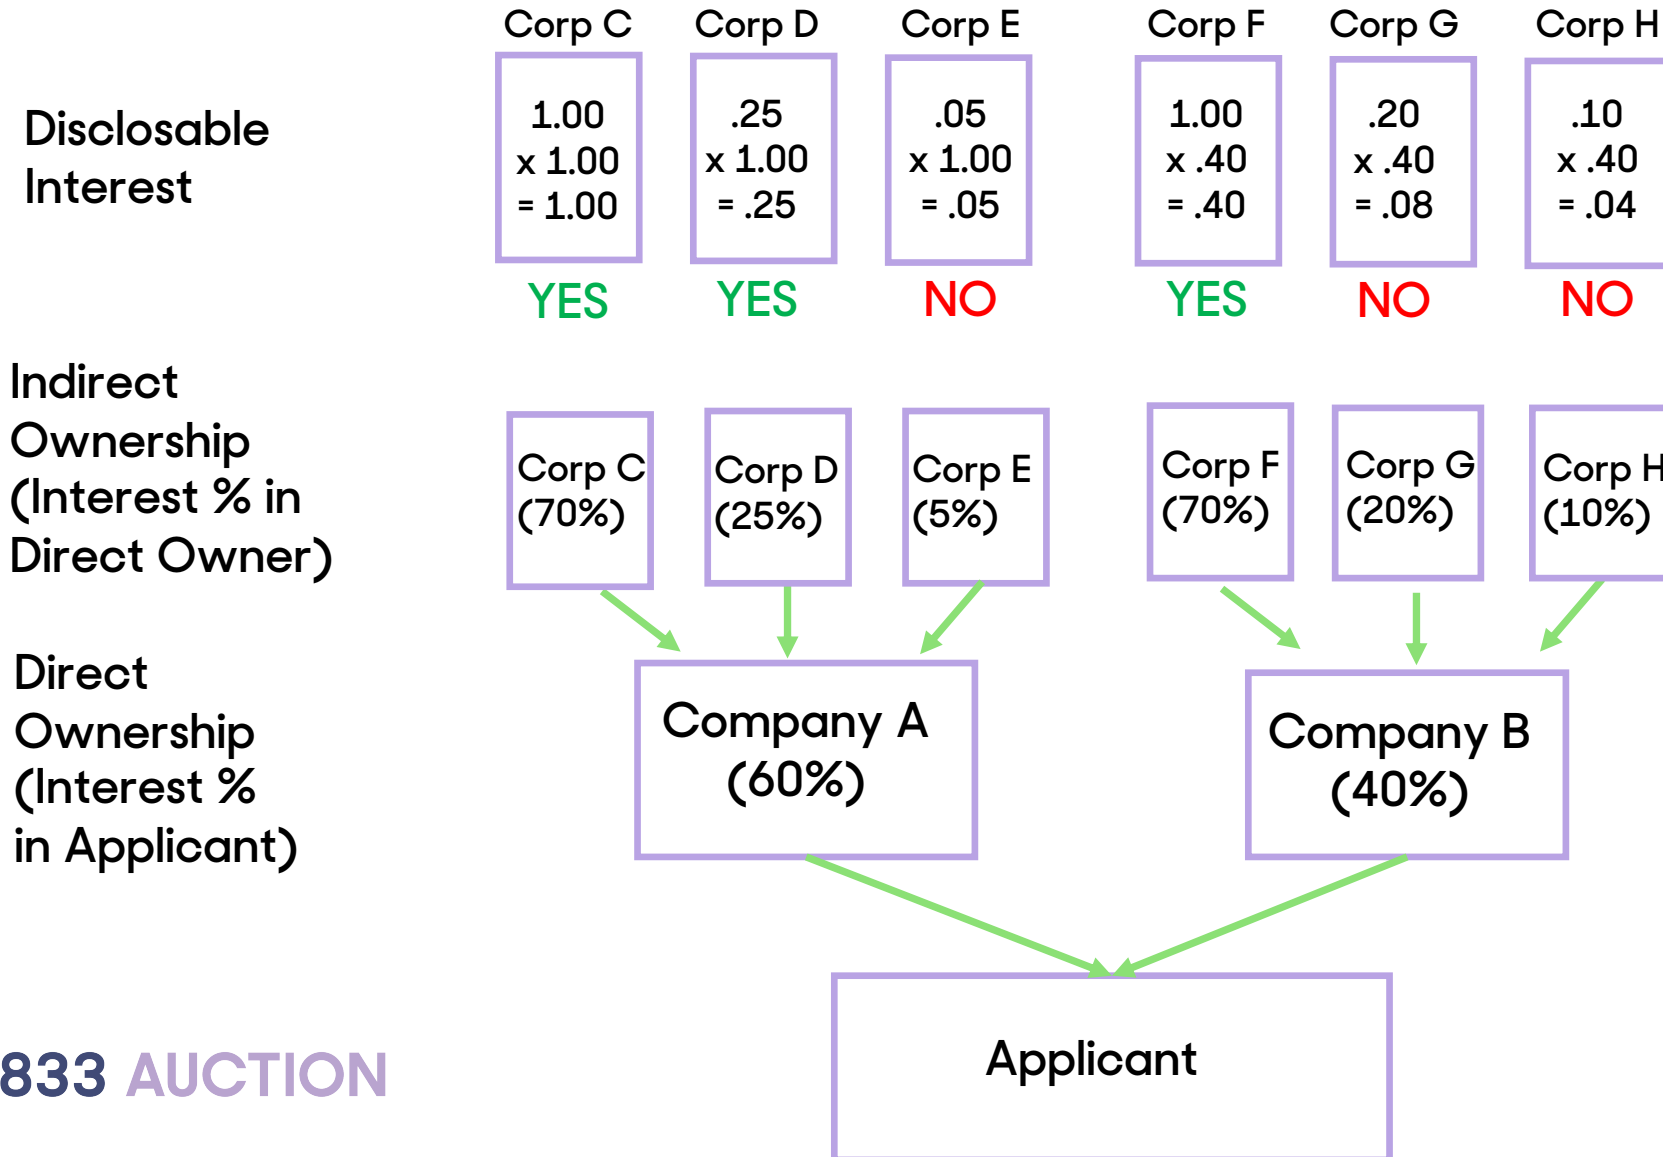 Corp C
Corp D
Corp E
Corp F
Corp G
Corp H
Disclosable
Interest
1.00
x 1.00
= 1.00
.25
x 1.00
= .25
.05
x 1.00
= .05
1.00
x .40
= .40
.20
x .40
= .08
.10
x .40
= .04
YES
YES
NO
YES
NO
NO
Indirect
Ownership
(Interest % in
Direct Owner)
Corp C
(70%)
Corp D
(25%)
Corp E
(5%)
Corp F
(70%)
Corp G
(20%)
Corp H
(10%)
Direct
Ownership
(Interest %
in Applicant)
Company A
(60%)
Company B
(40%)
Applicant
833 AUCTION